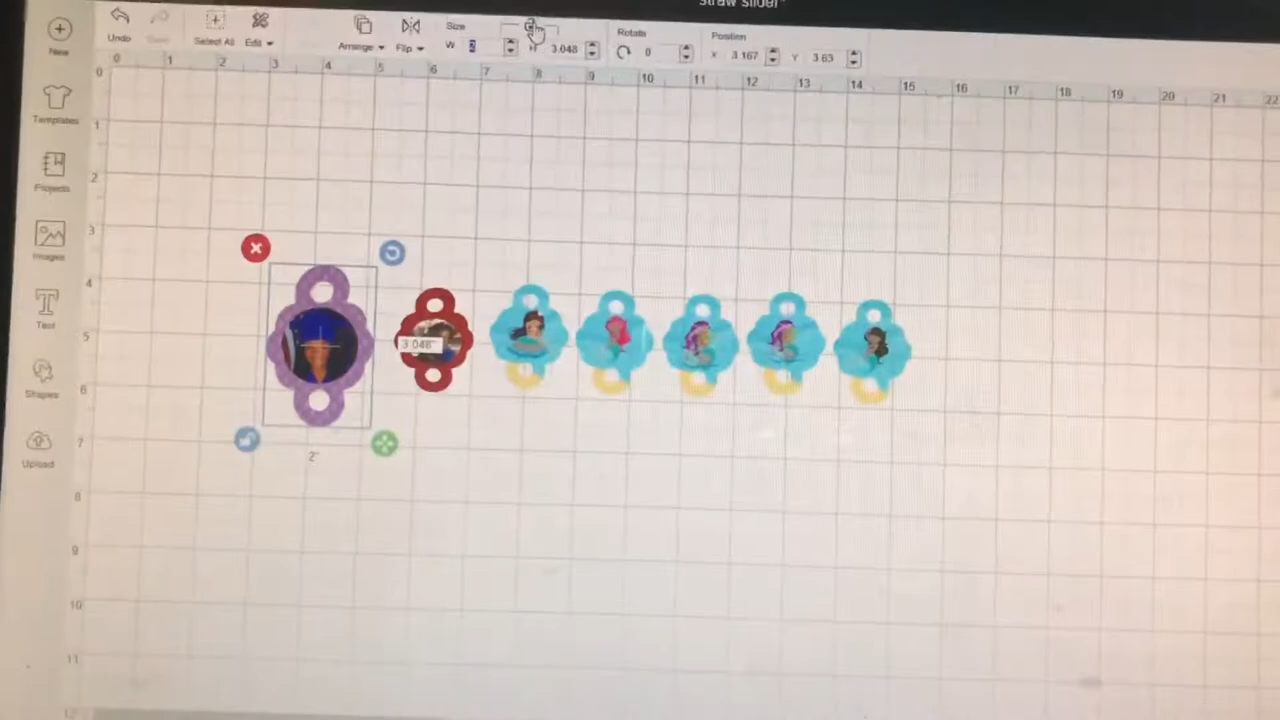 straw slider*
New
Undo
Select All
Edit
Arrange
Flip
Size
W 2
H 3.048
Rotate
0
Position
X 3.167
Y 3.63
0 1 2 3 4 5 6 7 8 9 10 11 12 13 14 15 16 17 18 19 20 21 22
0
1
2
3
4
5
6
7
8
9
10
11
Templates
Projects
Images
Text
Shapes
Upload
3.048"
2"